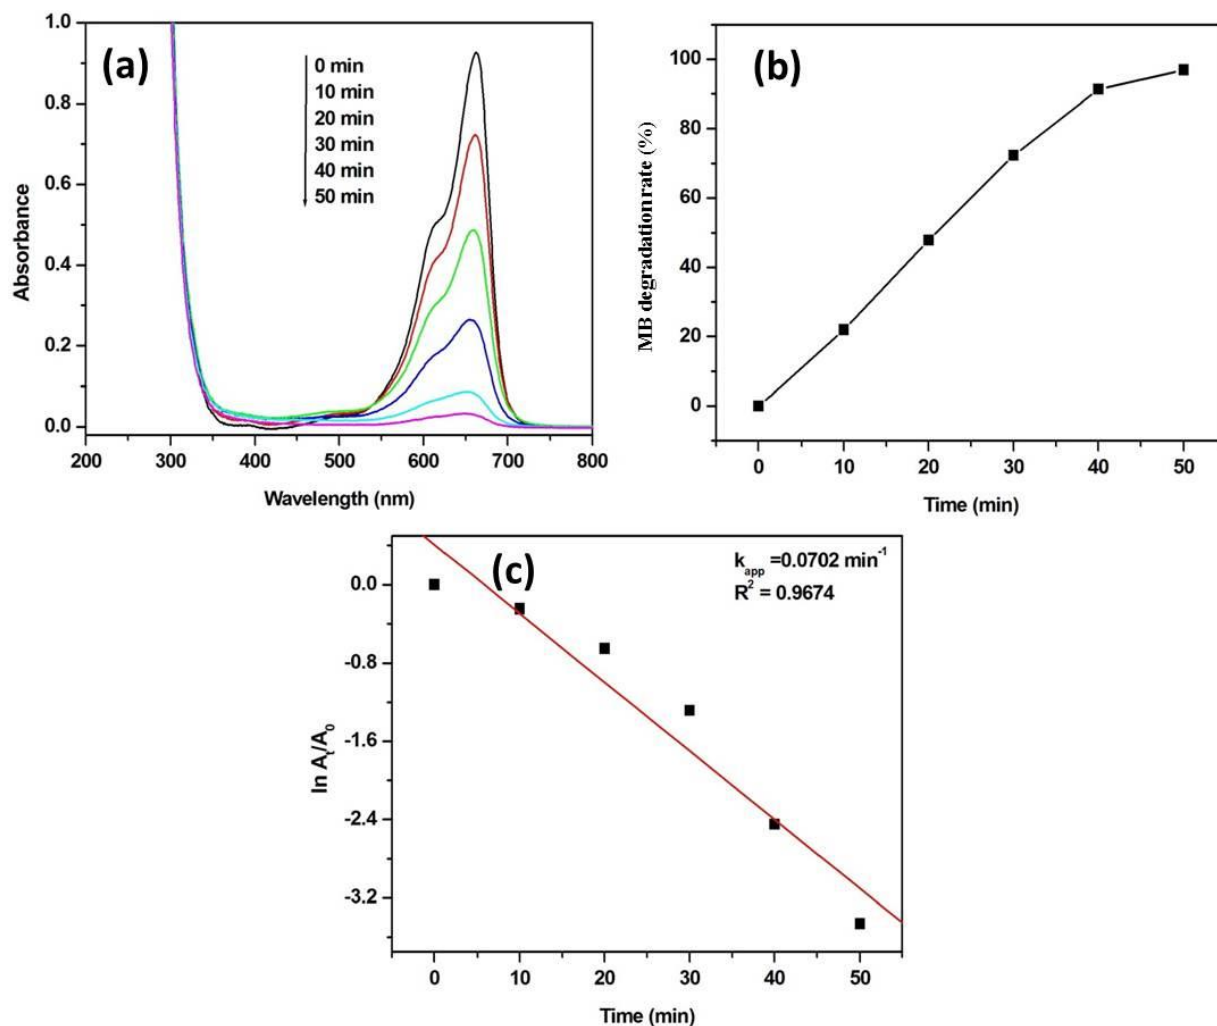 (a)
0 min
10 min
20 min
30 min
40 min
50 min
1.0
0.8
0.6
0.4
0.2
0.0
Absorbance
200 300 400 500 600 700 800
Wavelength (nm)
(b)
100
80
60
40
20
0
MB degradation rate (%)
0 10 20 30 40 50
Time (min)
(c)
k_app =0.0702 min⁻¹
R² = 0.9674
0.0
-0.8
-1.6
-2.4
-3.2
ln A_t/A_0
0 10 20 30 40 50
Time (min)